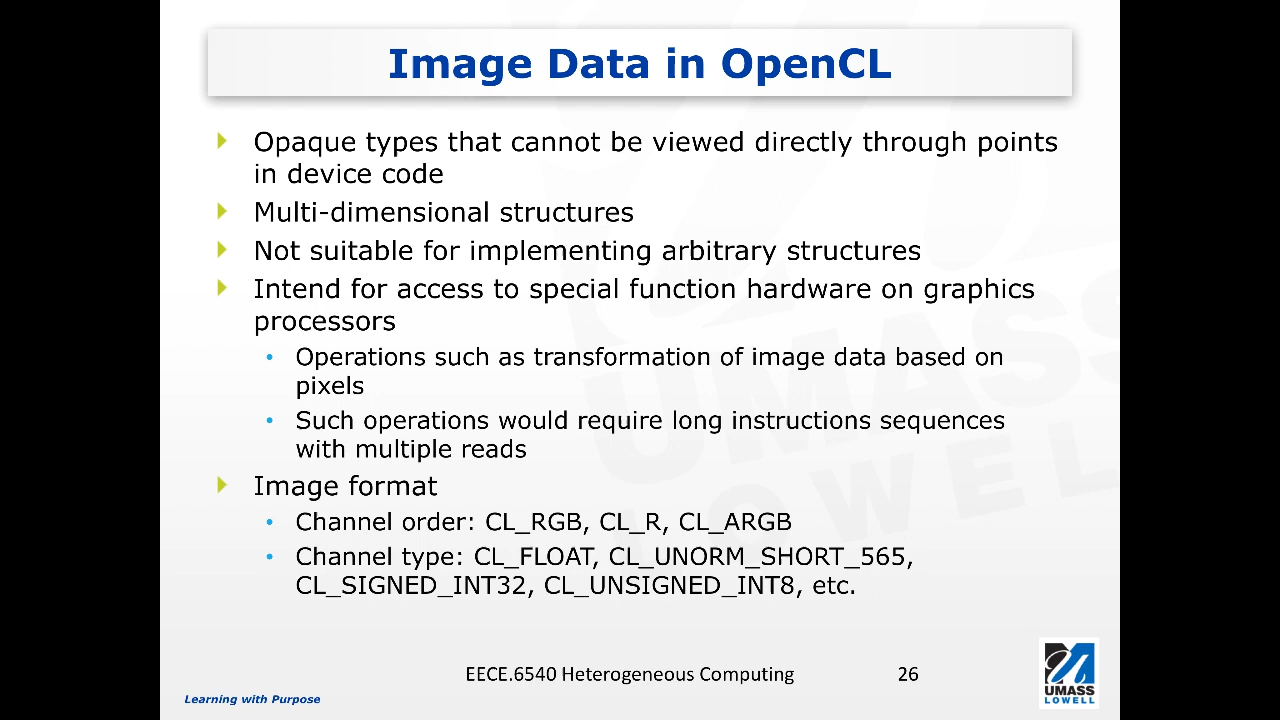 Image Data in OpenCL
Opaque types that cannot be viewed directly through points
in device code
Multi-dimensional structures
Not suitable for implementing arbitrary structures
Intend for access to special function hardware on graphics
processors
• Operations such as transformation of image data based on
pixels
• Such operations would require long instructions sequences
with multiple reads
Image format
• Channel order: CL_RGB, CL_R, CL_ARGB
• Channel type: CL_FLOAT, CL_UNORM_SHORT_565,
CL_SIGNED_INT32, CL_UNSIGNED_INT8, etc.
UMASS
LOWELL
EECE.6540 Heterogeneous Computing
26
UMASS
LOWELL
Learning with Purpose